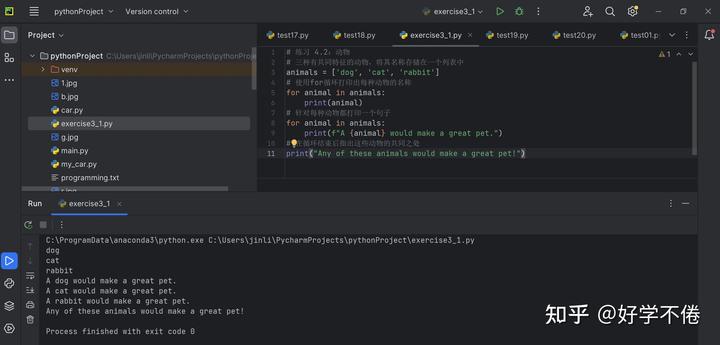 pythonProject
Version control
exercise3_1
Project
test17.py
test18.py
exercise3_1.py
test19.py
test20.py
test01.py
pythonProject C:\Users\jinli\PycharmProjects\pythonProje
venv
1.jpg
b.jpg
car.py
exercise3_1.py
g.jpg
main.py
my_car.py
programming.txt
r.jpg
1
1 # 练习 4.2：动物
2 # 三种有共同特征的动物，将其名称存储在一个列表中
3 animals = ['dog', 'cat', 'rabbit']
4 # 使用for循环打印出每种动物的名称
5 for animal in animals:
6 print(animal)
7 # 针对每种动物都打印一个句子
8 for animal in animals:
9 print(f"A {animal} would make a great pet.")
10 # 在循环结束后指出这些动物的共同之处
11 print("Any of these animals would make a great pet!")
Run
exercise3_1
C:\ProgramData\anaconda3\python.exe C:\Users\jinli\PycharmProjects\pythonProject\exercise3_1.py
dog
cat
rabbit
A dog would make a great pet.
A cat would make a great pet.
A rabbit would make a great pet.
Any of these animals would make a great pet!
Process finished with exit code 0
知乎 @好学不倦